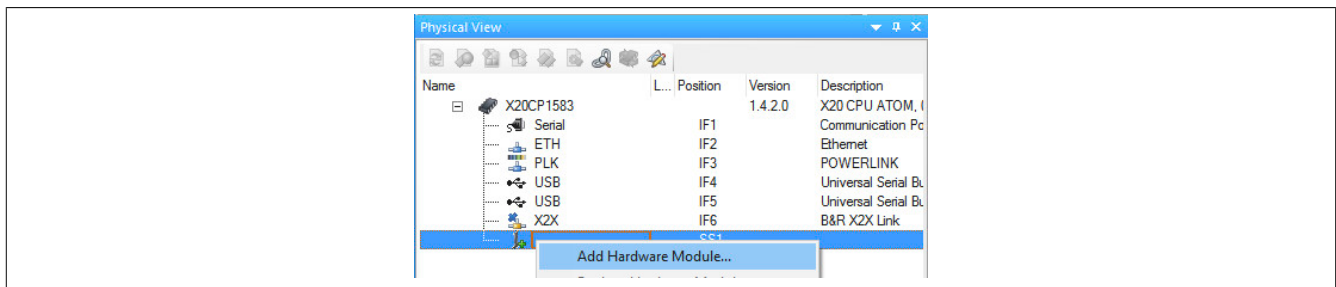 Physical View
Name L... Position Version Description
X20CP1583 1.4.2.0 X20 CPU ATOM, (
Serial IF1 Communication Po
ETH IF2 Ethernet
PLK IF3 POWERLINK
USB IF4 Universal Serial Bu
USB IF5 Universal Serial Bu
X2X IF6 B&R X2X Link
SS1
Add Hardware Module...